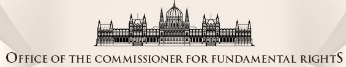 OFFICE OF THE COMMISSIONER FOR FUNDAMENTAL RIGHTS